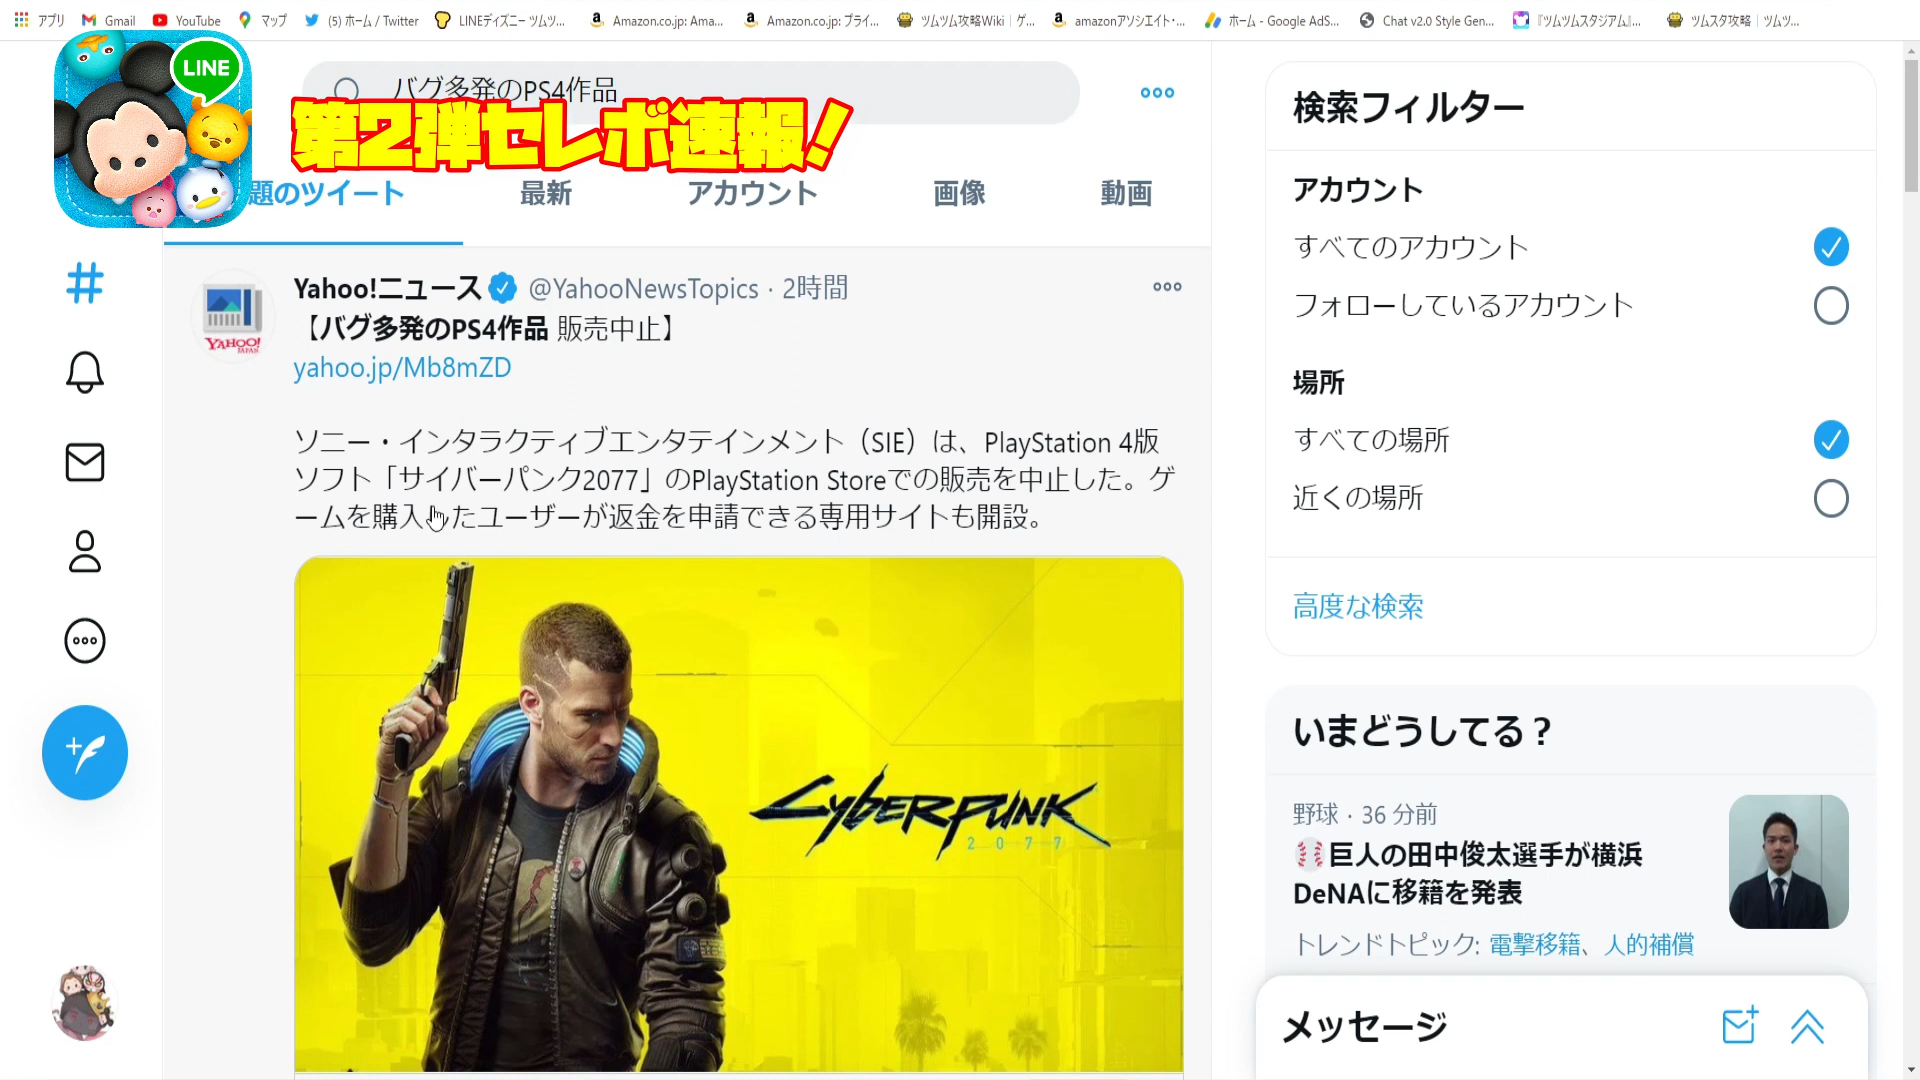 アプリ Gmail YouTube マップ (5) ホーム / Twitter LINEディズニー ツムツ... Amazon.co.jp: Ama... Amazon.co.jp: プライ... ツムツム攻略Wiki｜ゲ... amazonアソシエイト・... ホーム - Google AdS... Chat v2.0 Style Gen... 『ツムツムスタジアム』... ツムスタ攻略｜ツムツ...
LINE
バグ多発のPS4作品
第2弾セレボ速報!
題のツイート 最新 アカウント 画像 動画
Yahoo!ニュース @YahooNewsTopics · 2時間
【バグ多発のPS4作品 販売中止】
yahoo.jp/Mb8mZD
YAHOO!
JAPAN
ソニー・インタラクティブエンタテインメント（SIE）は、PlayStation 4版
ソフト「サイバーパンク2077」のPlayStation Storeでの販売を中止した。ゲ
ームを購入したユーザーが返金を申請できる専用サイトも開設。
CYBERPUNK
2077
検索フィルター
アカウント
すべてのアカウント
フォローしているアカウント
場所
すべての場所
近くの場所
高度な検索
いまどうしてる？
野球 · 36 分前
巨人の田中俊太選手が横浜
DeNAに移籍を発表
トレンドトピック: 電撃移籍、人的補償
メッセージ